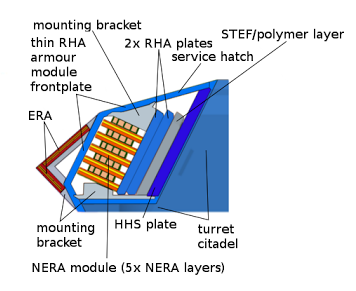 mounting bracket
STEF/polymer layer
thin RHA
armour
module
frontplate
2x RHA plates
service hatch
ERA
mounting
bracket
HHS plate
turret
citadel
NERA module (5x NERA layers)